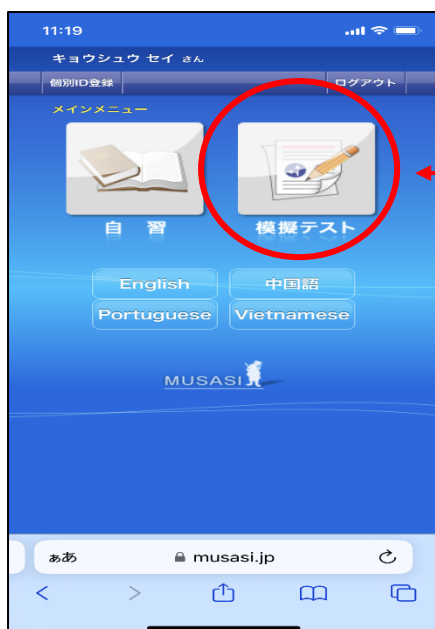 11:19
キョウシュウ セイ さん
個別ID登録 ログアウト
メインメニュー
自習 模擬テスト
English 中国語
Portuguese Vietnamese
MUSASI
ぁあ musasi.jp